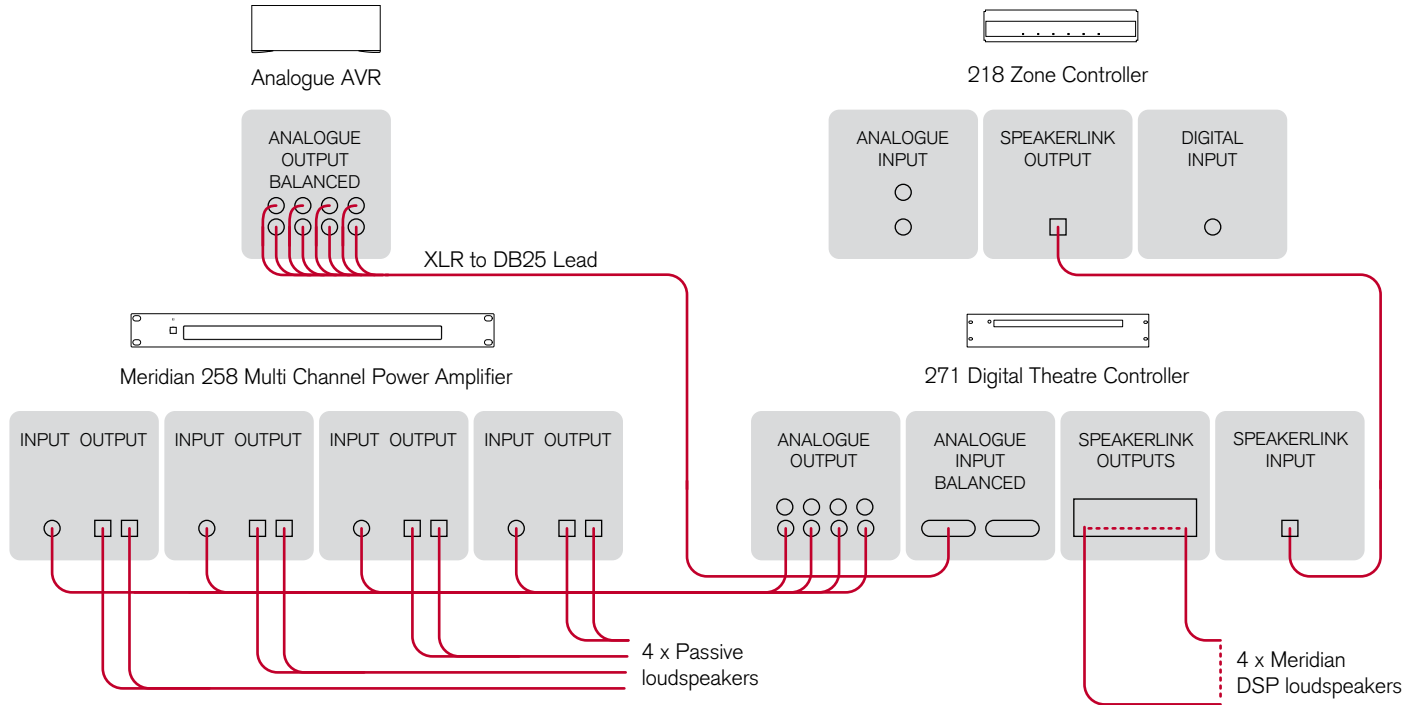 Analogue AVR
218 Zone Controller
ANALOGUE
OUTPUT
BALANCED
ANALOGUE
INPUT
SPEAKERLINK
OUTPUT
DIGITAL
INPUT
XLR to DB25 Lead
Meridian 258 Multi Channel Power Amplifier
271 Digital Theatre Controller
INPUT OUTPUT
INPUT OUTPUT
INPUT OUTPUT
INPUT OUTPUT
ANALOGUE
OUTPUT
ANALOGUE
INPUT
BALANCED
SPEAKERLINK
OUTPUTS
SPEAKERLINK
INPUT
4 x Passive
loudspeakers
4 x Meridian
DSP loudspeakers